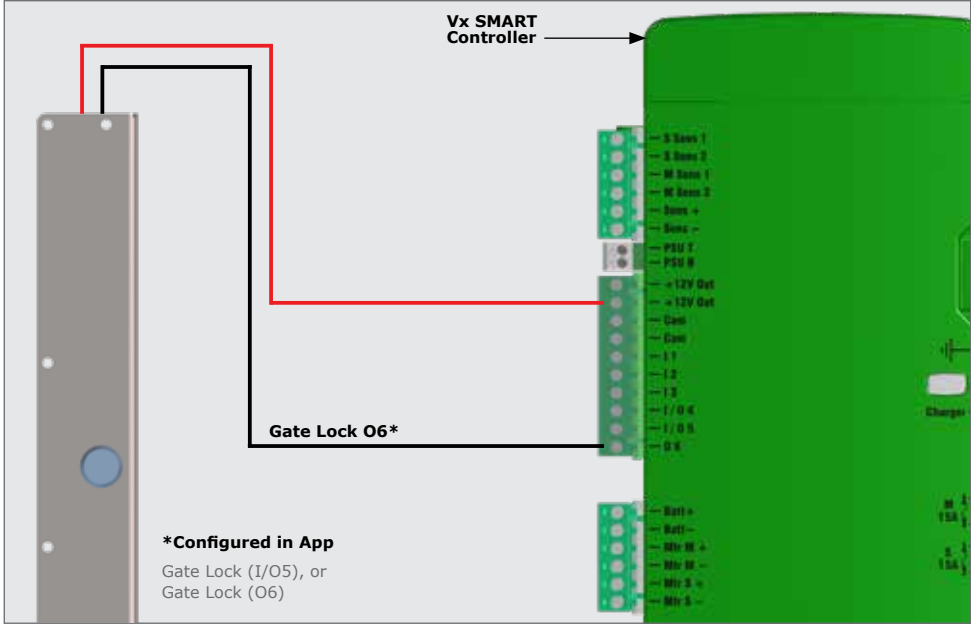 Vx SMART
Controller
S Sens 1
S Sens 2
M Sens 1
M Sens 2
Sens +
Sens –
PSU T
PSU N
+12V Out
+12V Out
Com
Com
I 1
I 2
I 3
I / O 4
I / O 5
O 6
Gate Lock O6*
Charger
Batt+
Batt–
Mtr M +
Mtr M –
Mtr S +
Mtr S –
M
15A
S
15A
*Configured in App
Gate Lock (I/O5), or
Gate Lock (O6)